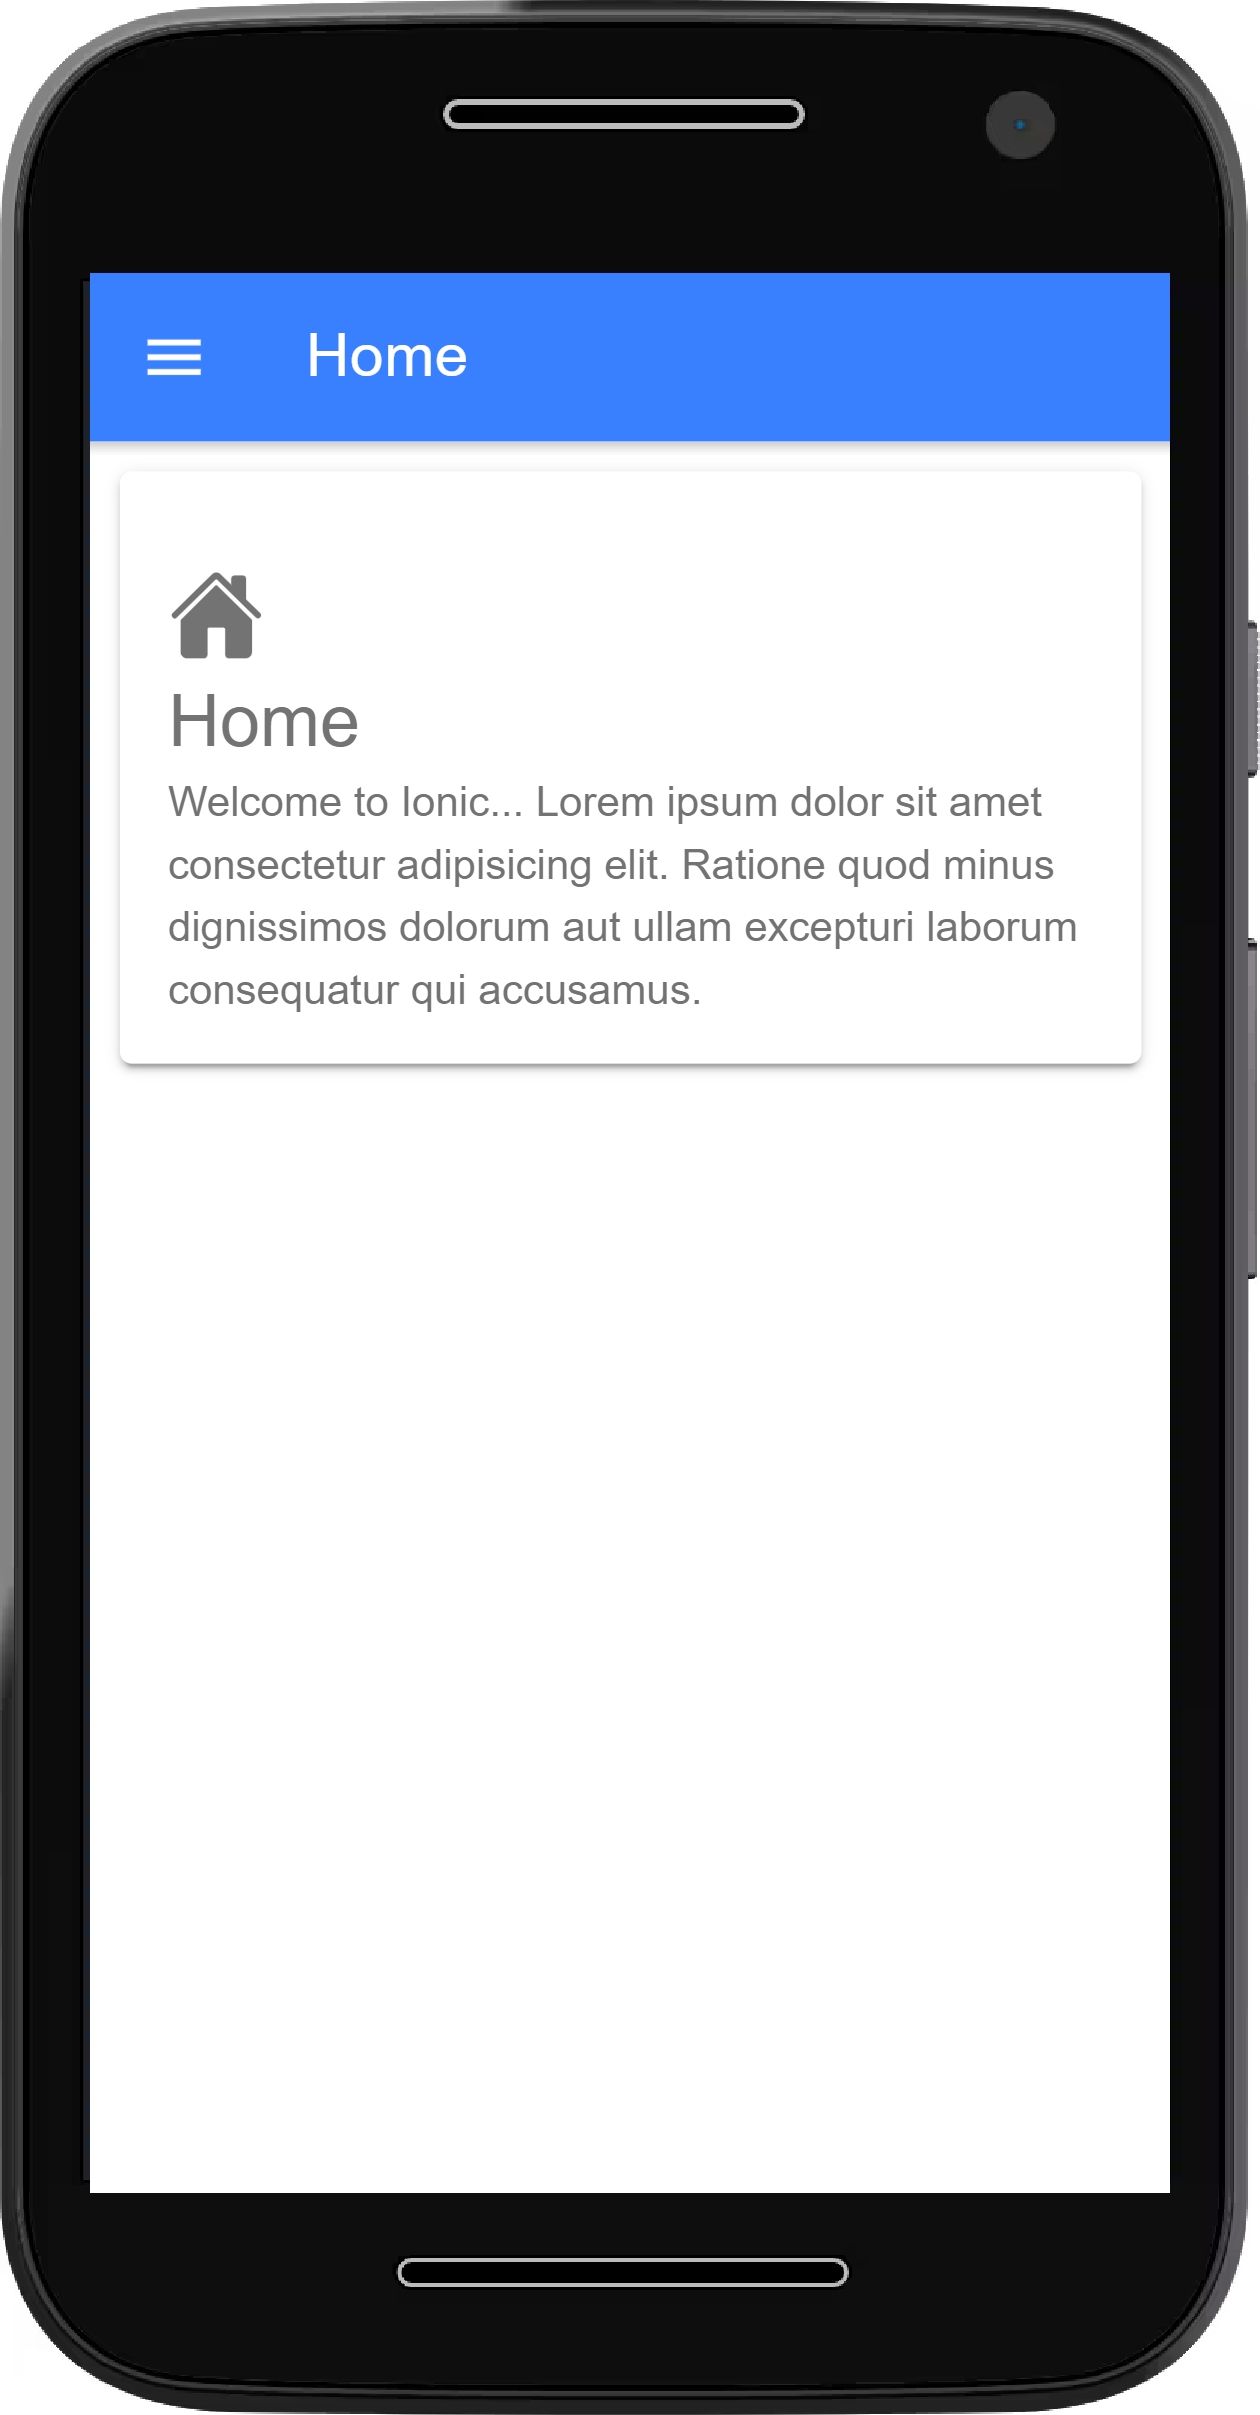 Home
Home
Welcome to Ionic... Lorem ipsum dolor sit amet
consectetur adipisicing elit. Ratione quod minus
dignissimos dolorum aut ullam excepturi laborum
consequatur qui accusamus.